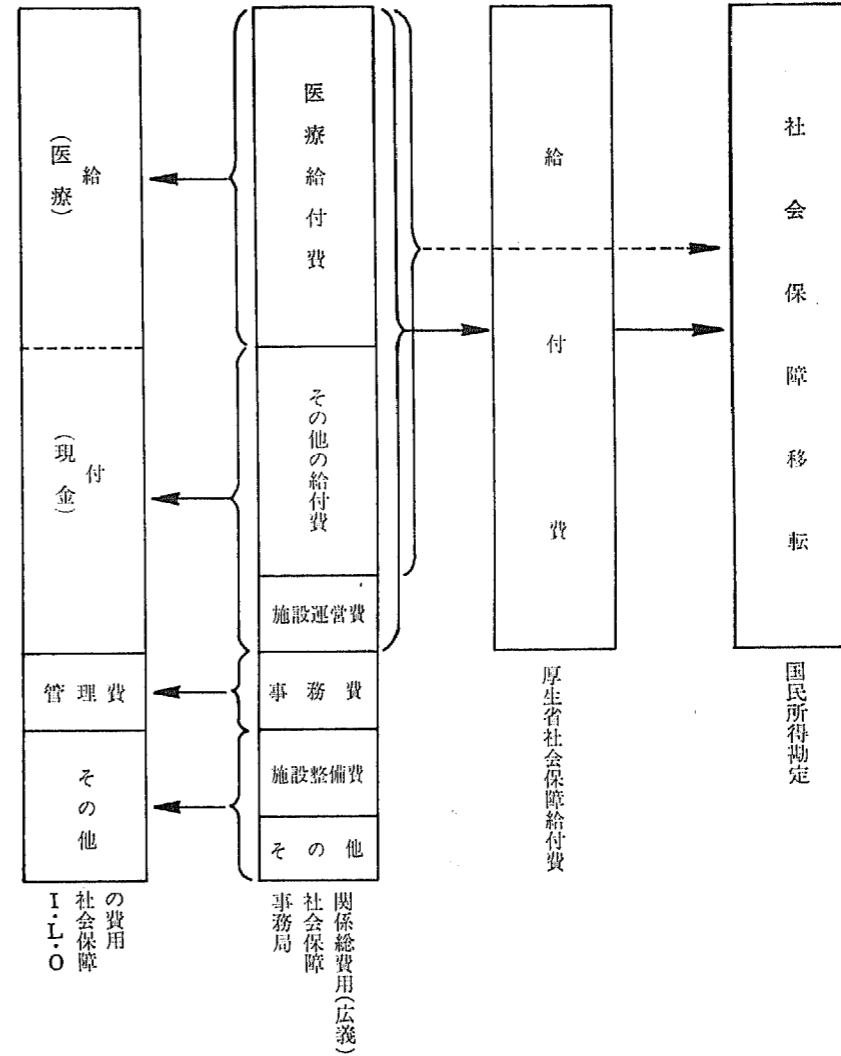 給付
(医療)
(現金)
管理費
その他
I・L・O
社会保障
の費用
医療給付費
その他の給付費
施設運営費
事務費
施設整備費
その他
関係総費用(広義)
社会保障
事務局
給付費
厚生省社会保障給付費
社会保障移転
国民所得勘定